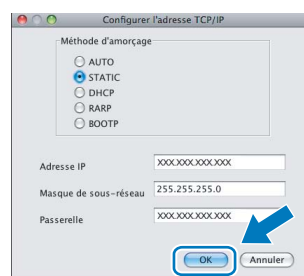 Configurer l'adresse TCP/IP
Méthode d'amorçage
AUTO
STATIC
DHCP
RARP
BOOTP
Adresse IP XXX.XXX.XXX.XXX
Masque de sous-réseau 255.255.255.0
Passerelle XXX.XXX.XXX.XXX
OK Annuler